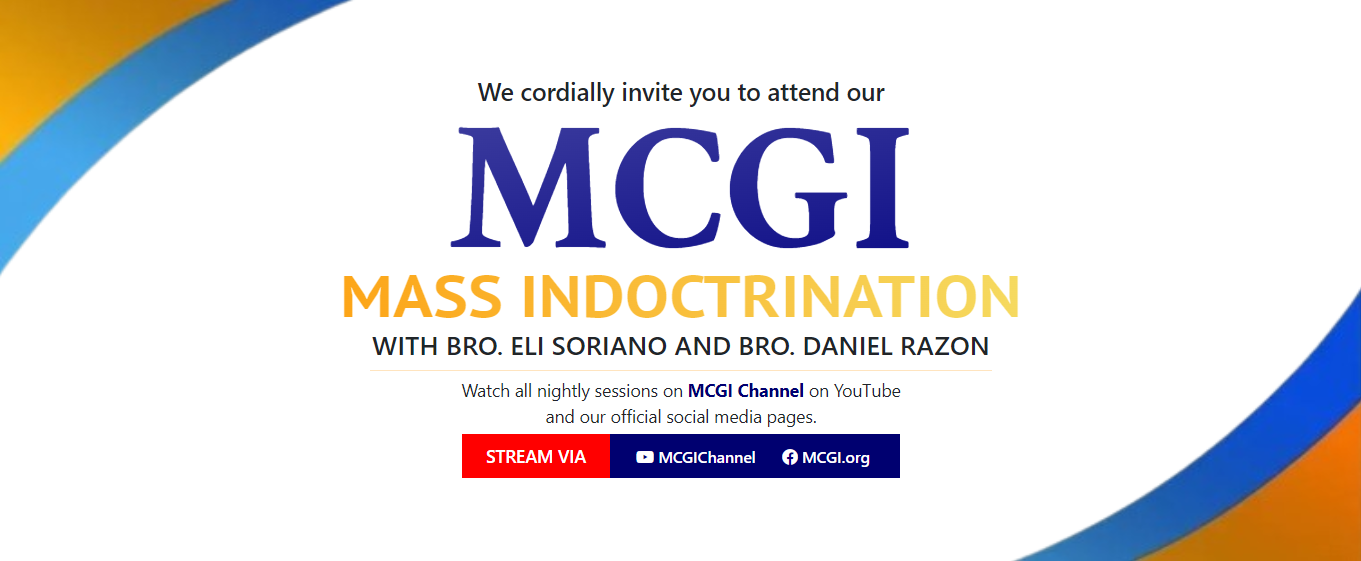 We cordially invite you to attend our
MCGI
MASS INDOCTRINATION
WITH BRO. ELI SORIANO AND BRO. DANIEL RAZON
Watch all nightly sessions on MCGI Channel on YouTube
and our official social media pages.
STREAM VIA MCGIChannel MCGI.org